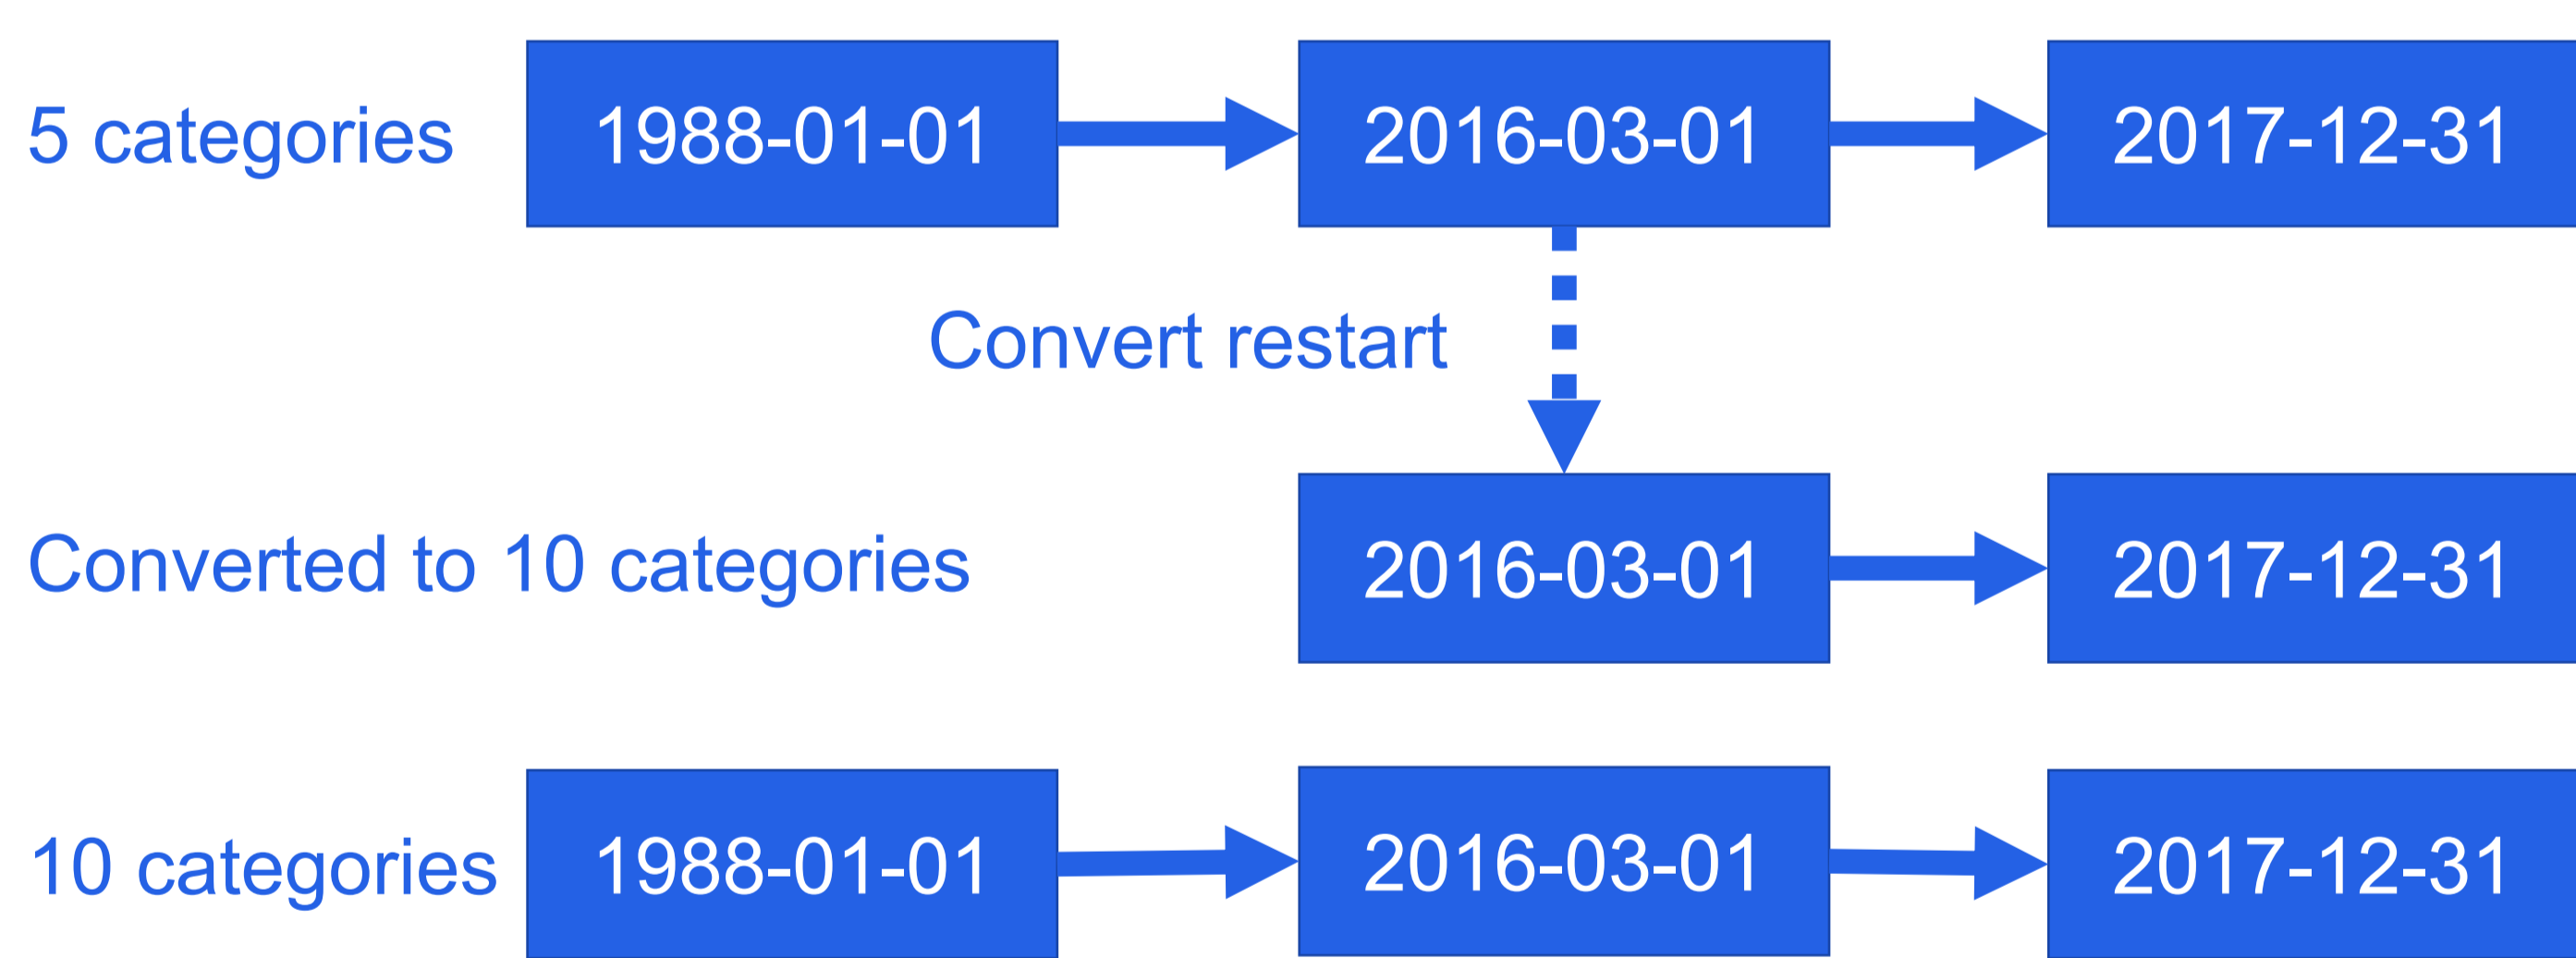 5 categories 1988-01-01 2016-03-01 2017-12-31
Convert restart
Converted to 10 categories 2016-03-01 2017-12-31
10 categories 1988-01-01 2016-03-01 2017-12-31